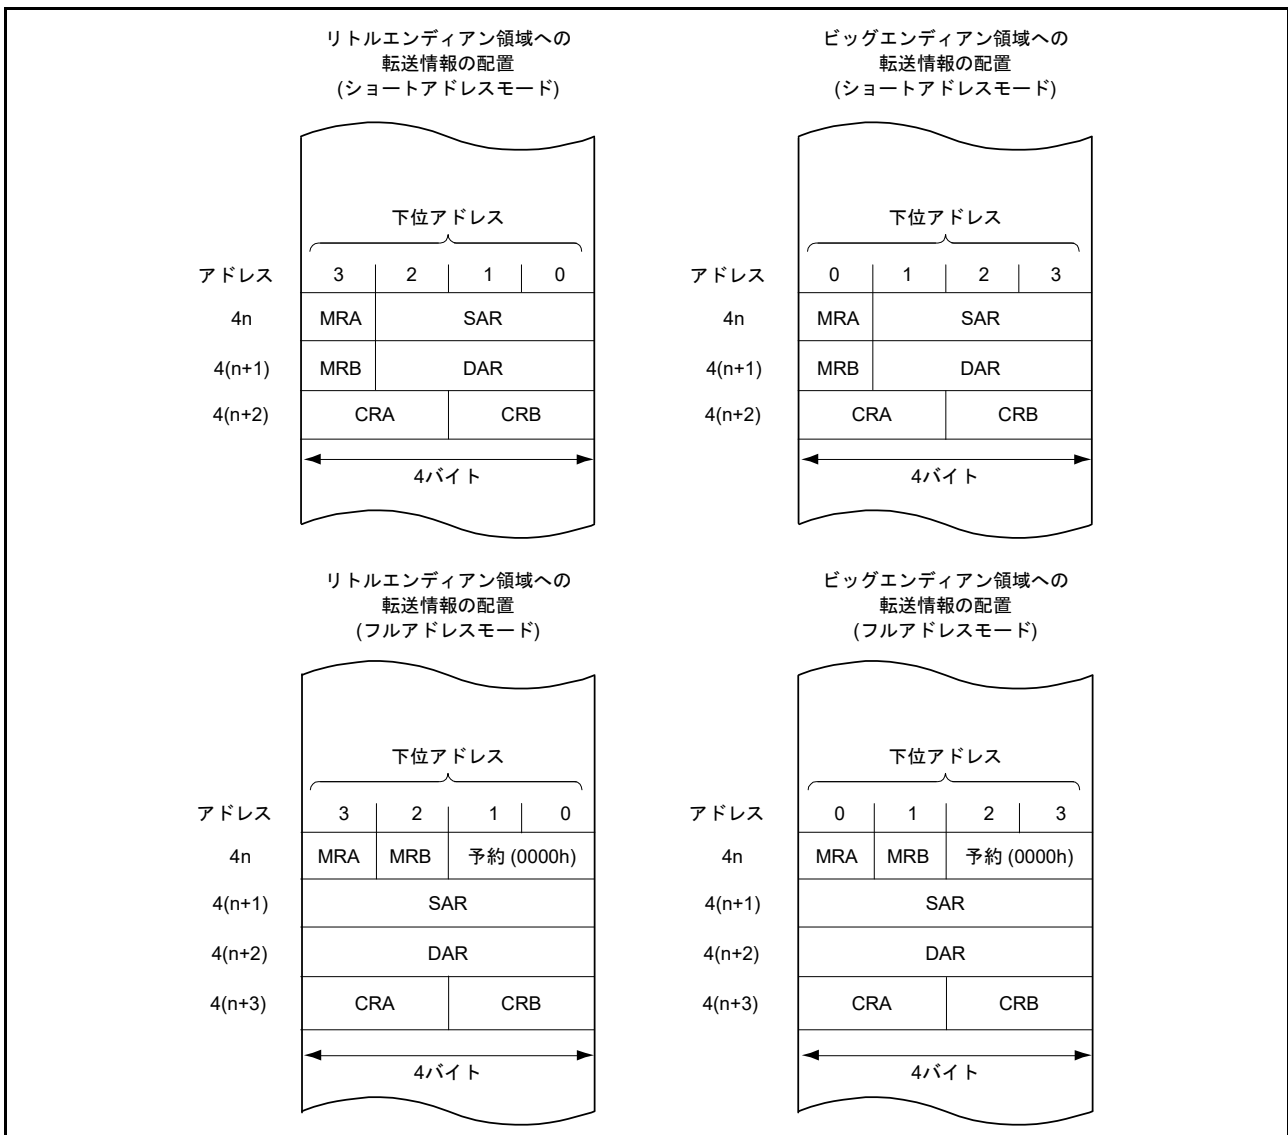 リトルエンディアン領域への
転送情報の配置
(ショートアドレスモード)
下位アドレス
アドレス 3 2 1 0
4n MRA SAR
4(n+1) MRB DAR
4(n+2) CRA CRB
4バイト
ビッグエンディアン領域への
転送情報の配置
(ショートアドレスモード)
下位アドレス
アドレス 0 1 2 3
4n MRA SAR
4(n+1) MRB DAR
4(n+2) CRA CRB
4バイト
リトルエンディアン領域への
転送情報の配置
(フルアドレスモード)
下位アドレス
アドレス 3 2 1 0
4n MRA MRB 予約 (0000h)
4(n+1) SAR
4(n+2) DAR
4(n+3) CRA CRB
4バイト
ビッグエンディアン領域への
転送情報の配置
(フルアドレスモード)
下位アドレス
アドレス 0 1 2 3
4n MRA MRB 予約 (0000h)
4(n+1) SAR
4(n+2) DAR
4(n+3) CRA CRB
4バイト